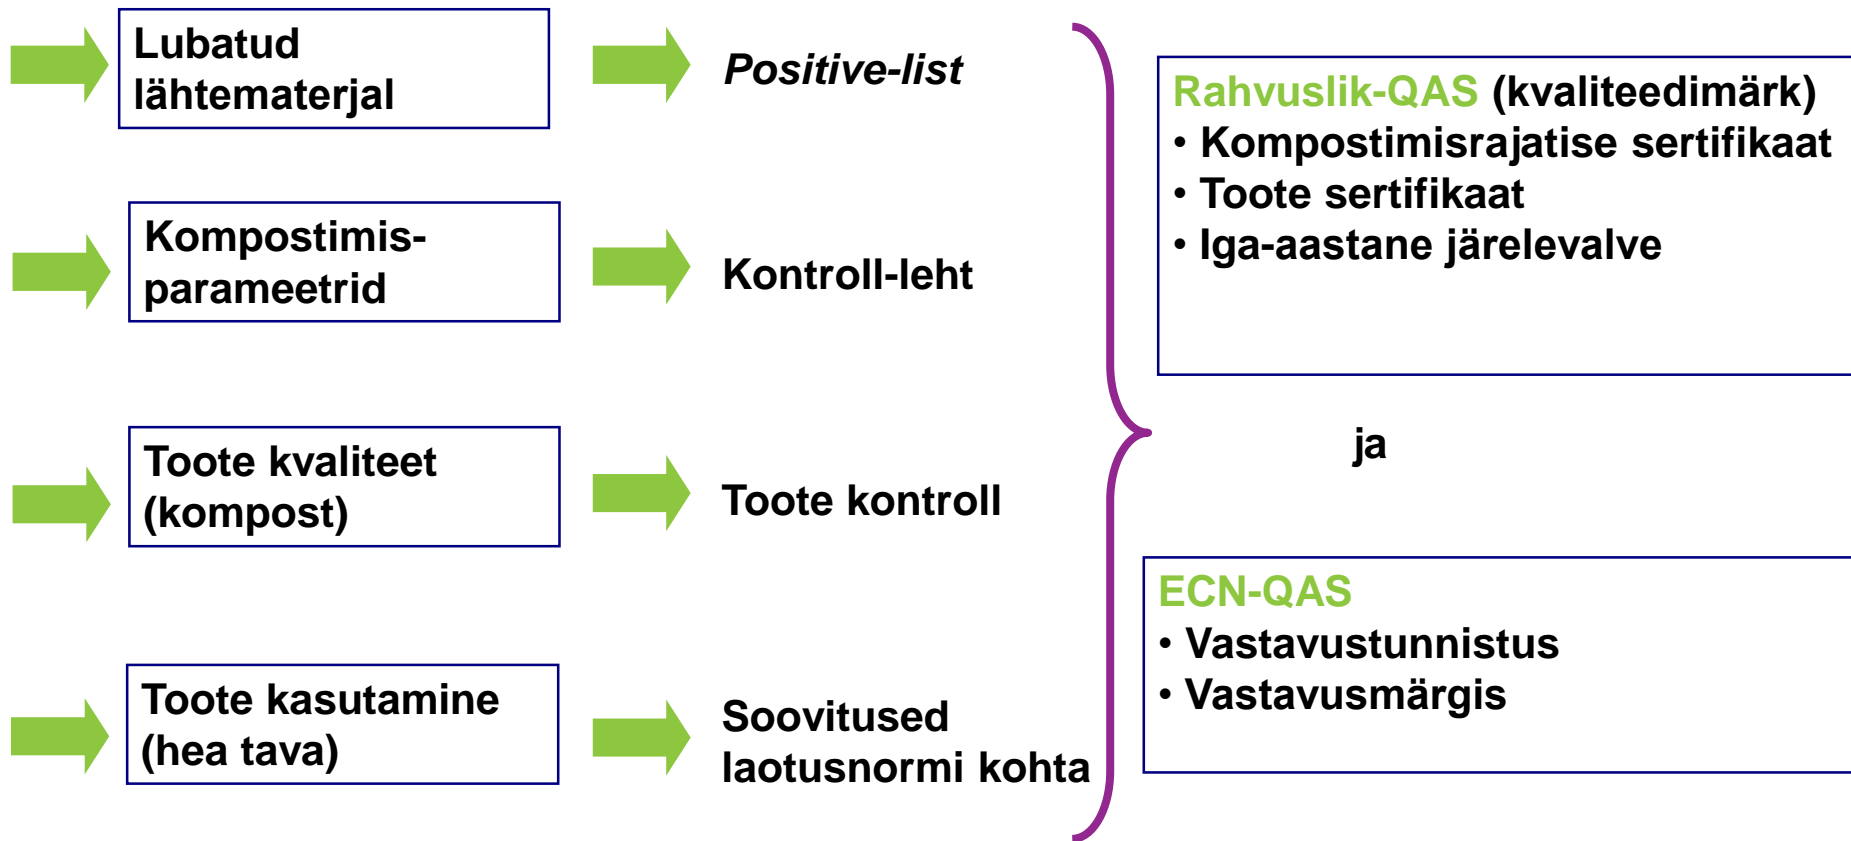 Lubatud
lähtematerjal
Positive-list
Kompostimis-
parameetrid
Kontroll-leht
Toote kvaliteet
(kompost)
Toote kontroll
Toote kasutamine
(hea tava)
Soovitused
laotusnormi kohta
Rahvuslik-QAS (kvaliteedimärk)
• Kompostimisrajatise sertifikaat
• Toote sertifikaat
• Iga-aastane järelevalve
ja
ECN-QAS
• Vastavustunnistus
• Vastavusmärgis